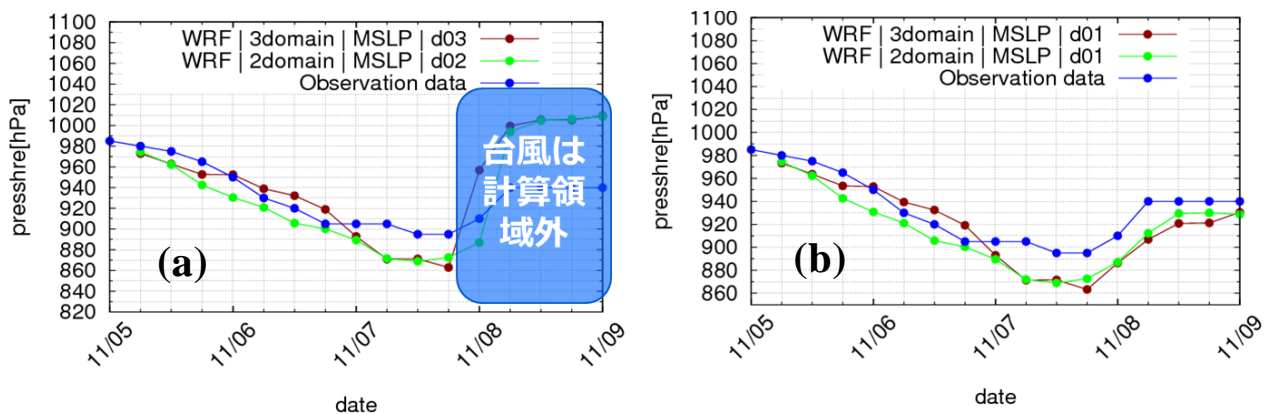 1100
1080
1060
1040
1020
1000
980
960
940
920
900
880
860
840
820
presshre[hPa]
WRF | 3domain | MSLP | d03
WRF | 2domain | MSLP | d02
Observation data
台風は
計算領
域外
(a)
11/05
11/06
11/07
11/08
11/09
date
1100
1080
1060
1040
1020
1000
980
960
940
920
900
880
860
presshre[hPa]
WRF | 3domain | MSLP | d01
WRF | 2domain | MSLP | d01
Observation data
(b)
11/05
11/06
11/07
11/08
11/09
date